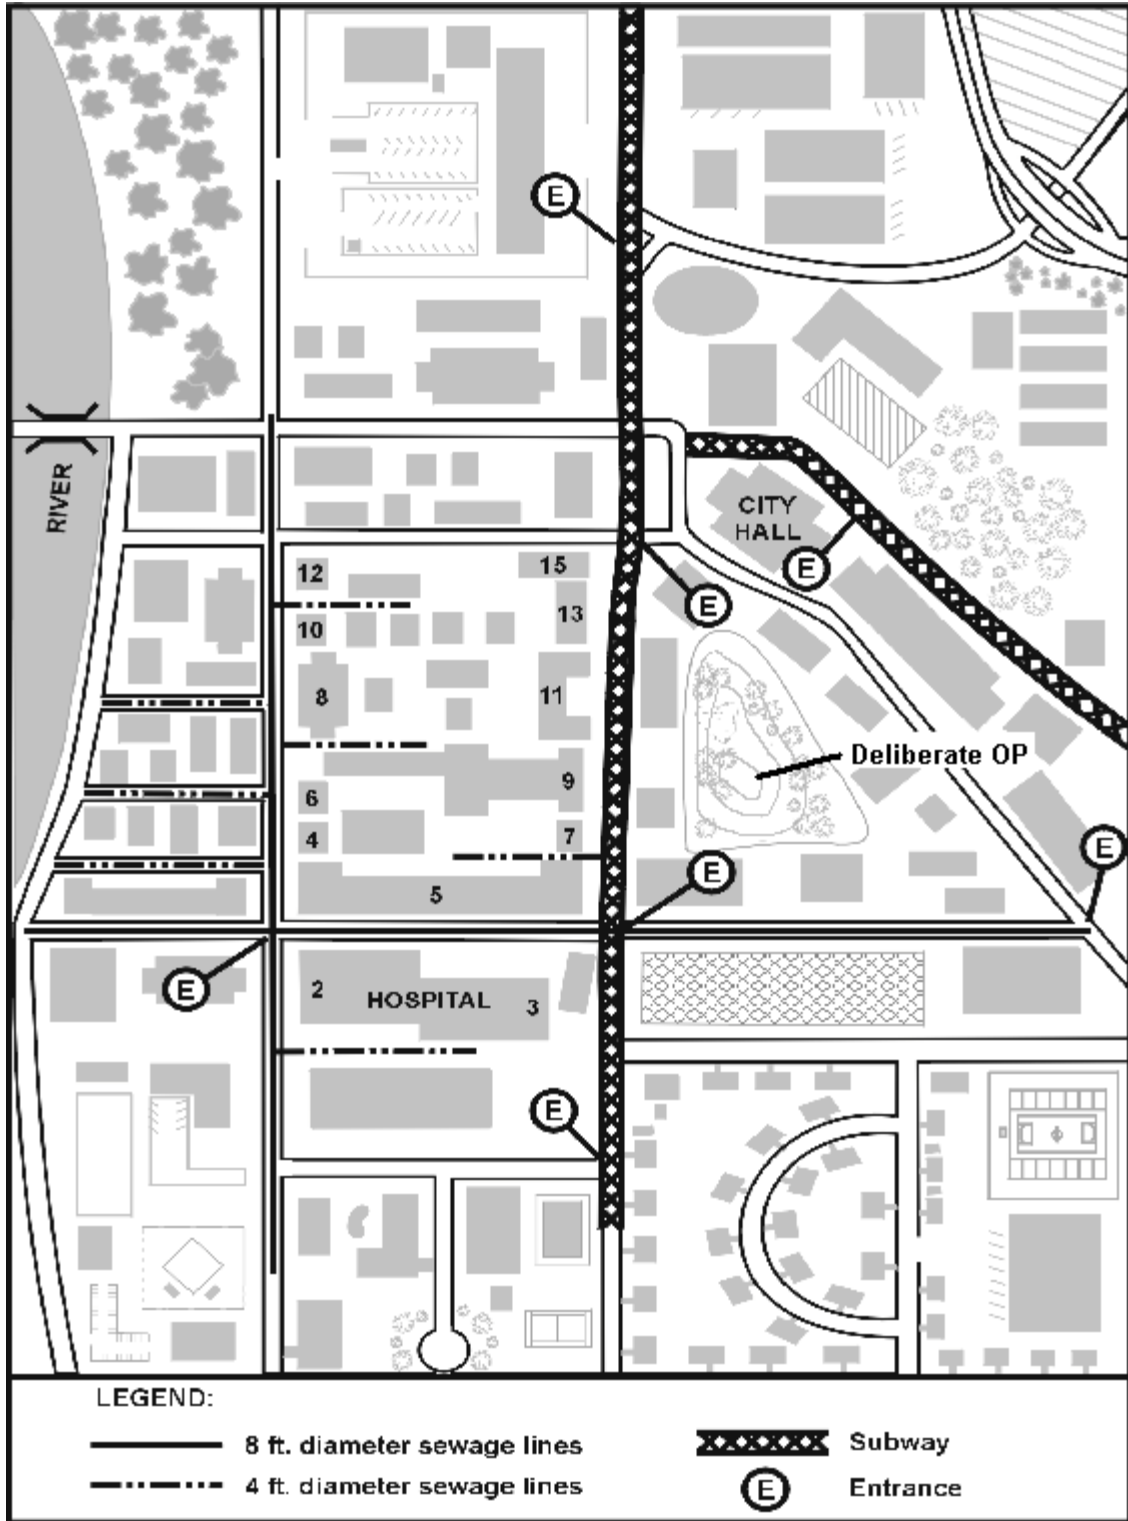 E
RIVER
CITY
HALL
E
E
12
15
10
13
8
11
Deliberate OP
6
9
4
7
E
E
5
E
2
HOSPITAL
3
E
LEGEND:
8 ft. diameter sewage lines
Subway
4 ft. diameter sewage lines
E
Entrance